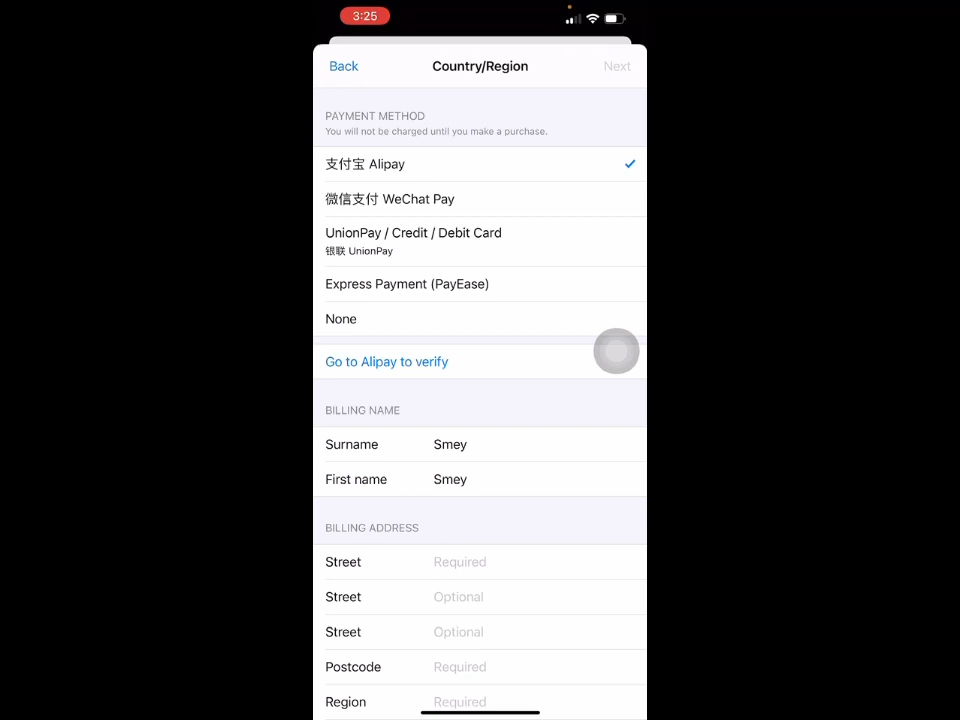 3:25
Back Country/Region Next
PAYMENT METHOD
You will not be charged until you make a purchase.
支付宝 Alipay
微信支付 WeChat Pay
UnionPay / Credit / Debit Card
银联 UnionPay
Express Payment (PayEase)
None
Go to Alipay to verify
BILLING NAME
Surname Smey
First name Smey
BILLING ADDRESS
Street Required
Street Optional
Street Optional
Postcode Required
Region Required